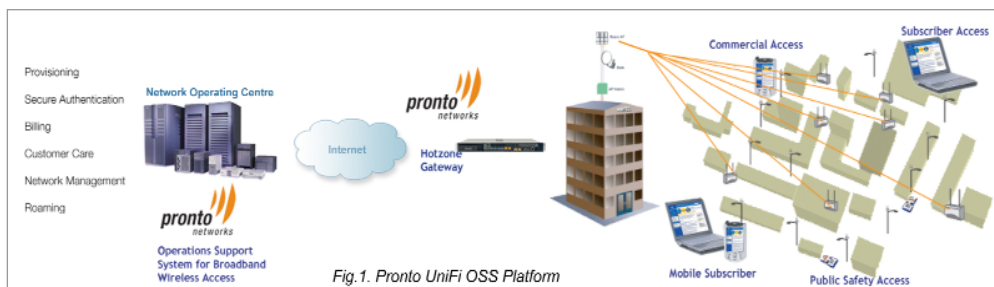 Provisioning
Secure Authentication
Billing
Customer Care
Network Management
Roaming
Network Operating Centre
pronto
networks
Operations Support
System for Broadband
Wireless Access
Internet
pronto
networks
Hotzone
Gateway
Commercial Access
Subscriber Access
Mobile Subscriber
Public Safety Access
Fig.1. Pronto UniFi OSS Platform